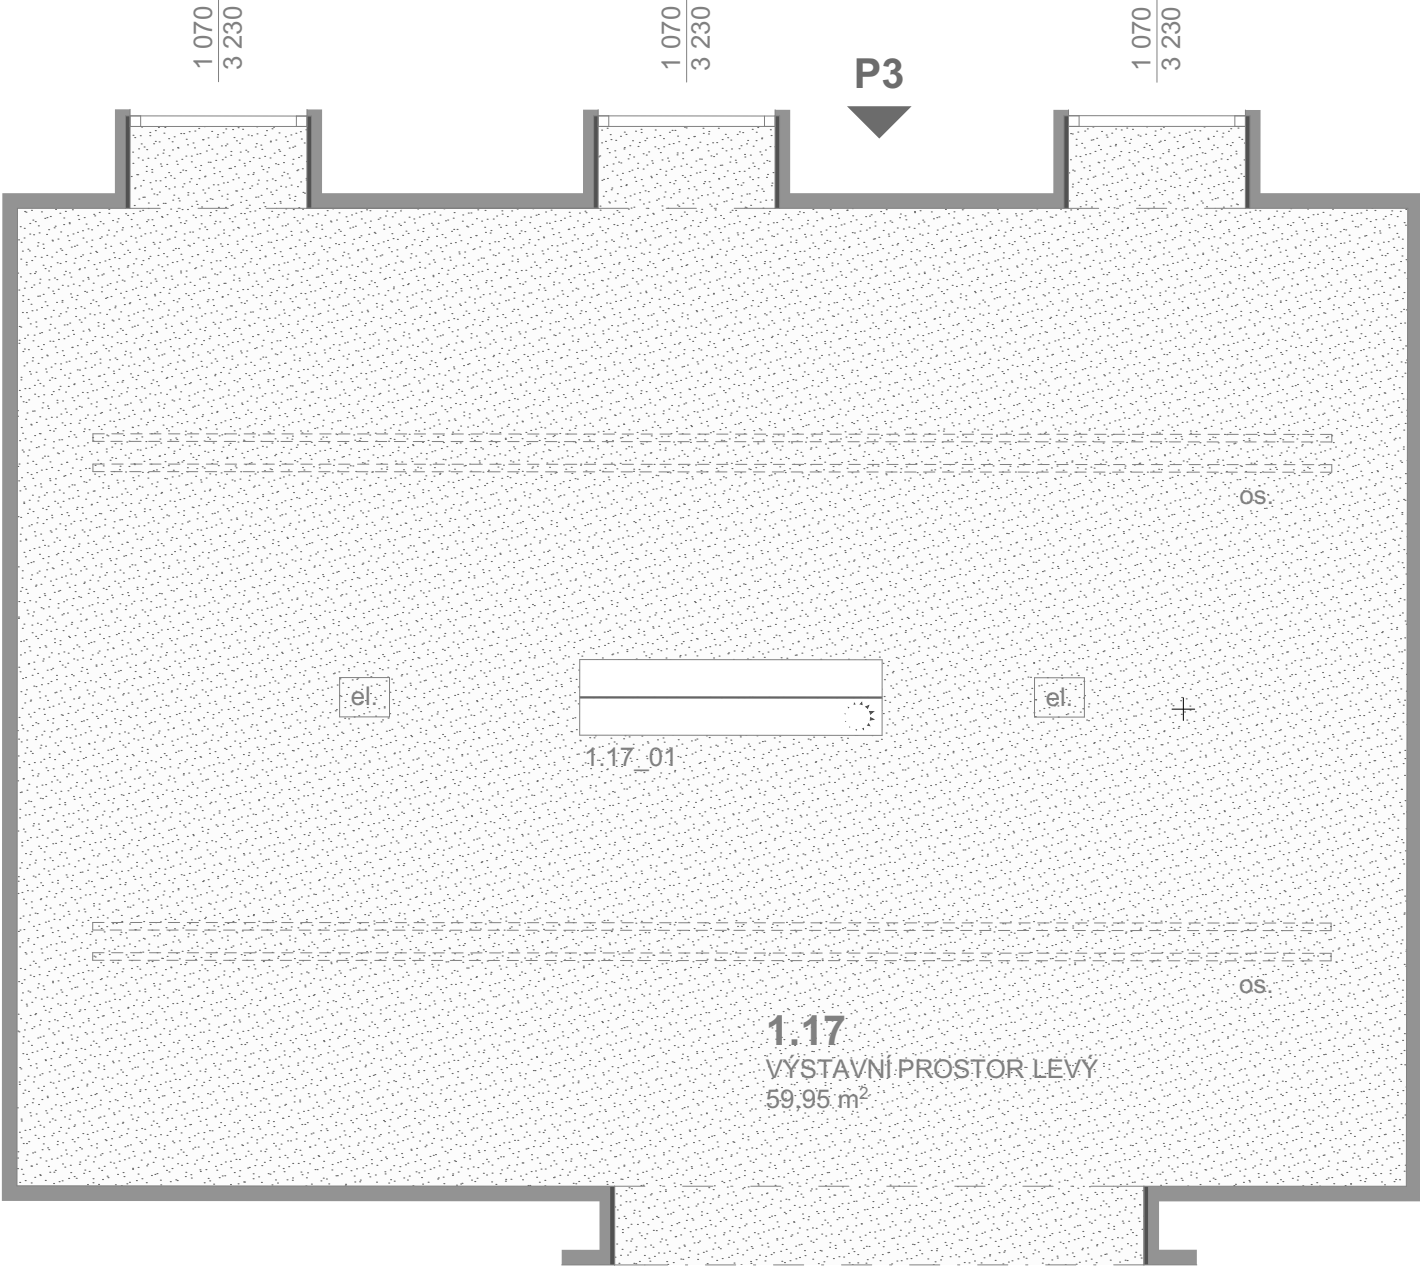 1 070
3 230
1 070
3 230
1 070
3 230
P3
os.
el.
el.
1.17_01
os.
1.17
VÝSTAVNÍ PROSTOR LEVÝ
59,95 m²